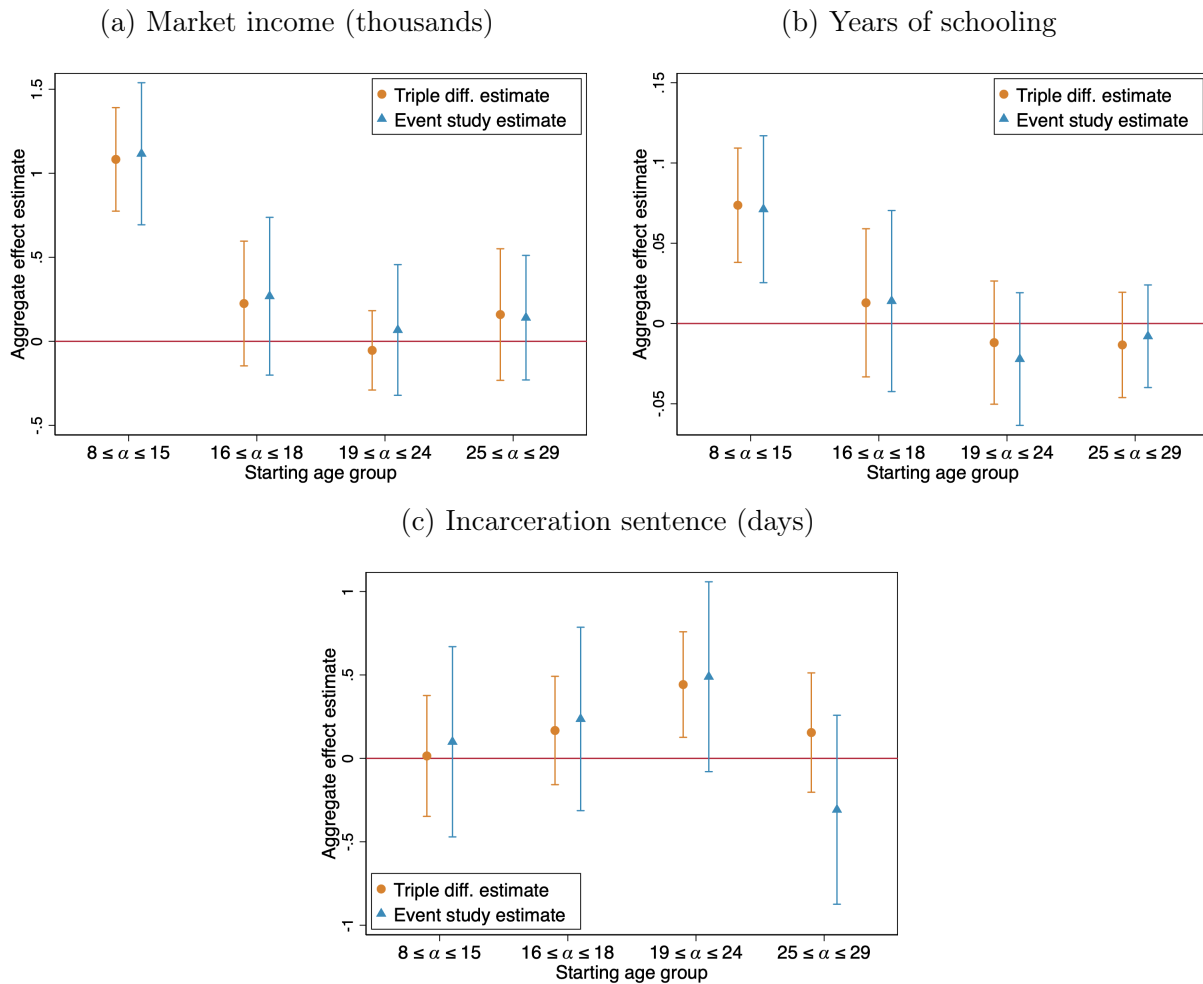 (a) Market income (thousands)
Aggregate effect estimate
1.5
1
.5
0
-.5
Triple diff. estimate
Event study estimate
8 ≤ α ≤ 15
16 ≤ α ≤ 18
19 ≤ α ≤ 24
25 ≤ α ≤ 29
Starting age group
(b) Years of schooling
Aggregate effect estimate
.15
.1
.05
0
-.05
Triple diff. estimate
Event study estimate
8 ≤ α ≤ 15
16 ≤ α ≤ 18
19 ≤ α ≤ 24
25 ≤ α ≤ 29
Starting age group
(c) Incarceration sentence (days)
Aggregate effect estimate
1
.5
0
-.5
-1
Triple diff. estimate
Event study estimate
8 ≤ α ≤ 15
16 ≤ α ≤ 18
19 ≤ α ≤ 24
25 ≤ α ≤ 29
Starting age group